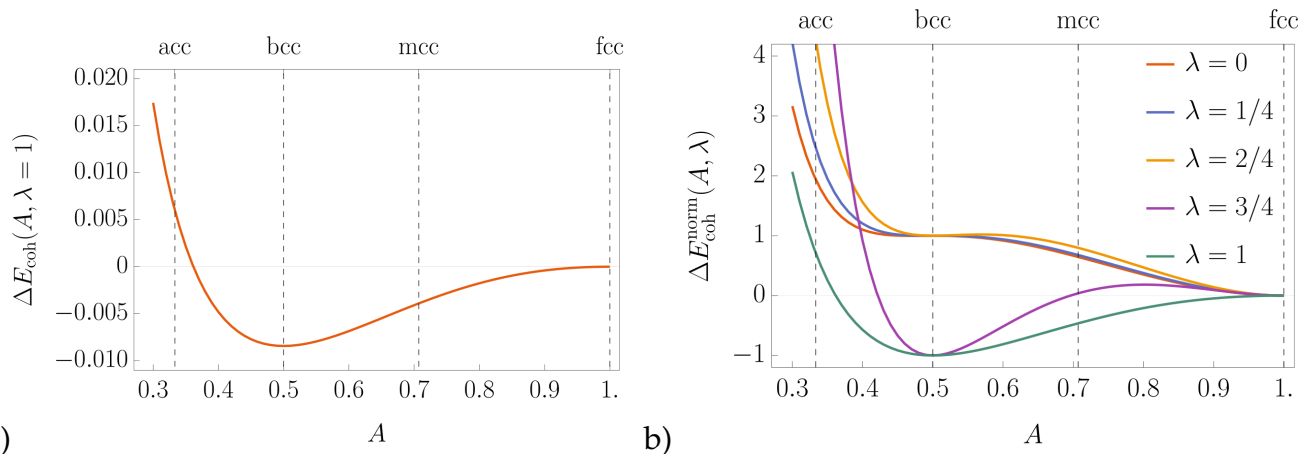 acc bcc mcc fcc
0.020
0.015
0.010
0.005
0
−0.005
−0.010
ΔE_coh(A, λ = 1)
0.3 0.4 0.5 0.6 0.7 0.8 0.9 1.
A
)
acc bcc mcc fcc
4
3
2
1
0
−1
ΔE_coh^norm(A, λ)
λ = 0
λ = 1/4
λ = 2/4
λ = 3/4
λ = 1
0.3 0.4 0.5 0.6 0.7 0.8 0.9 1.
A
b)